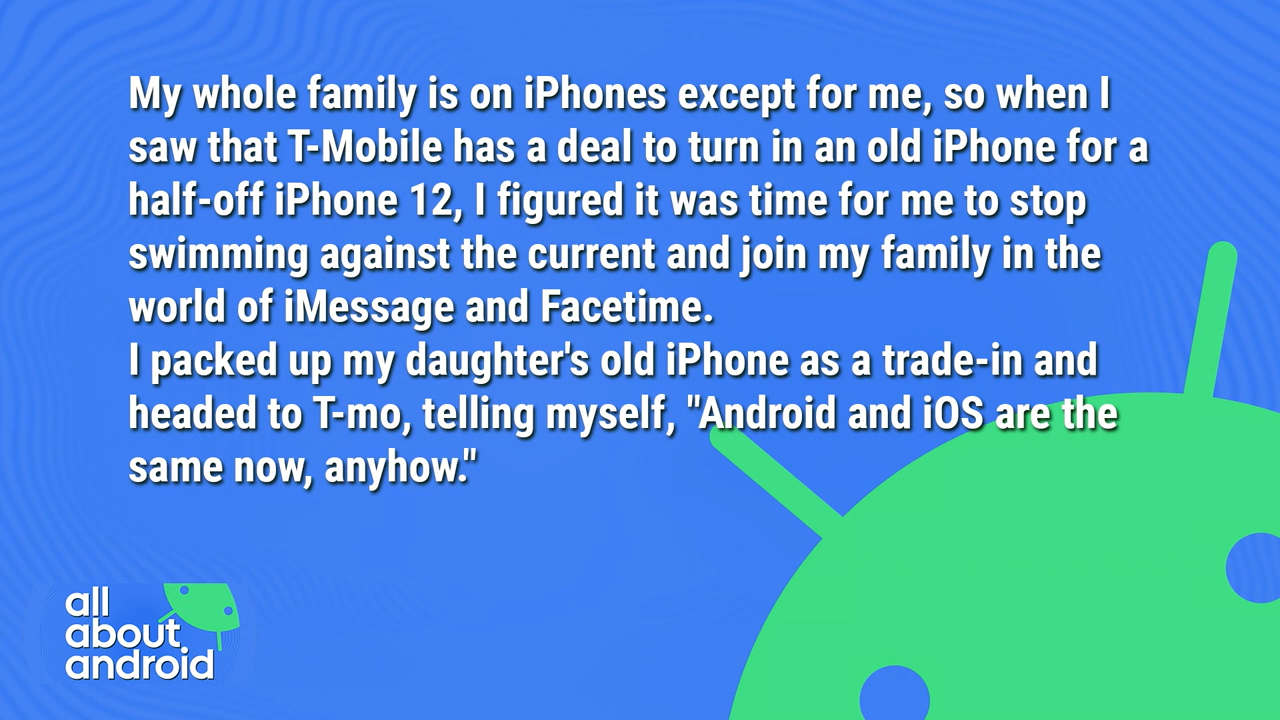 My whole family is on iPhones except for me, so when I
saw that T-Mobile has a deal to turn in an old iPhone for a
half-off iPhone 12, I figured it was time for me to stop
swimming against the current and join my family in the
world of iMessage and Facetime.
I packed up my daughter's old iPhone as a trade-in and
headed to T-mo, telling myself, "Android and iOS are the
same now, anyhow."
all
about
android